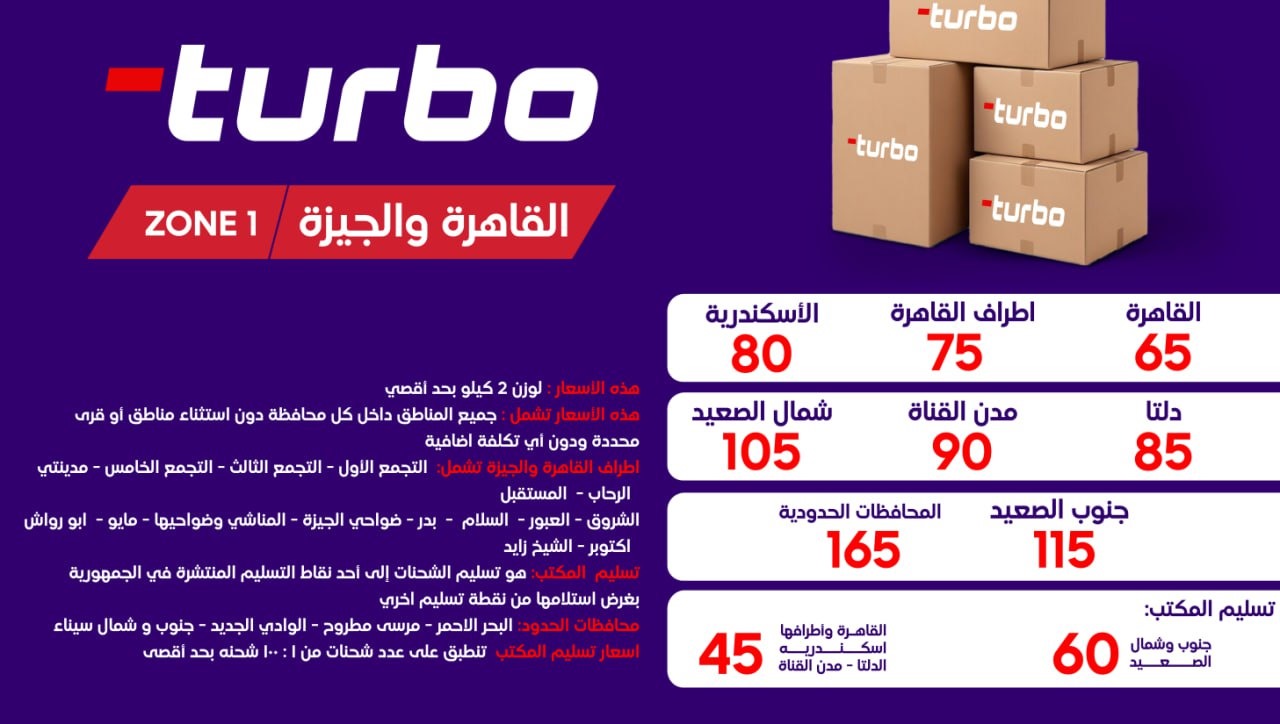 turbo
القاهرة والجيزة ZONE 1
turbo
turbo
turbo
turbo
القاهرة
65
اطراف القاهرة
75
الأسكندرية
80
دلتا
85
مدن القناة
90
شمال الصعيد
105
جنوب الصعيد
115
المحافظات الحدودية
165
تسليم المكتب:
جنوب وشمال
الصعيد
60
القاهرة وأطرافها
اسكندريه
الدلتا - مدن القناة
45
هذه الاسعار : لوزن 2 كيلو بحد أقصي
هذه الأسعار تشمل : جميع المناطق داخل كل محافظة دون استثناء مناطق أو قرى
محددة ودون أي تكلفة اضافية
اطراف القاهرة والجيزة تشمل: التجمع الأول - التجمع الثالث - التجمع الخامس - مدينتي
الرحاب - المستقبل
الشروق - العبور - السلام - بدر - ضواحي الجيزة - المناشي وضواحيها - مايو - ابو رواش
اكتوبر - الشيخ زايد
تسليم المكتب: هو تسليم الشحنات إلى أحد نقاط التسليم المنتشرة في الجمهورية
بغرض استلامها من نقطة تسليم اخري
محافظات الحدود: البحر الاحمر - مرسى مطروح - الوادي الجديد - جنوب و شمال سيناء
اسعار تسليم المكتب تنطبق على عدد شحنات من ١ : ١٠٠ شحنه بحد أقصى